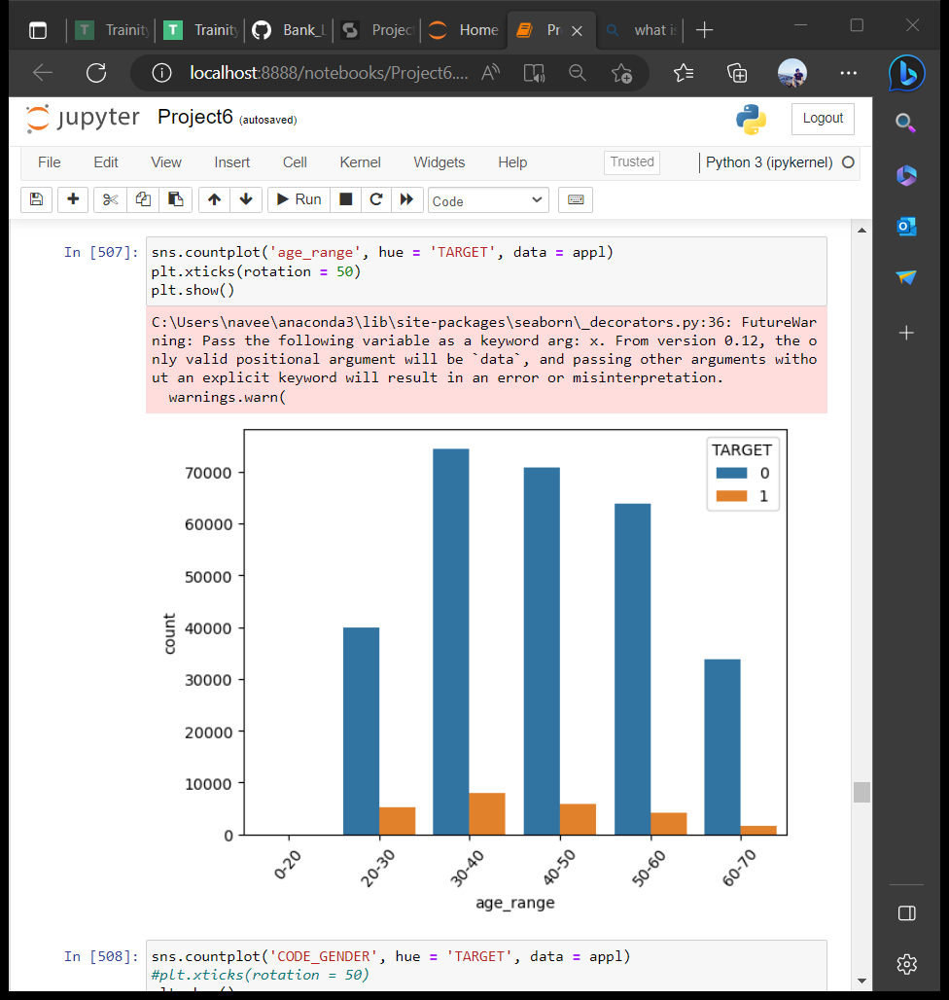 Trainity
Trainity
Bank_L
Project
Home
Pr
what is
localhost:8888/notebooks/Project6....
jupyter Project6 (autosaved)
Logout
File Edit View Insert Cell Kernel Widgets Help
Trusted
Python 3 (ipykernel)
Run
Code
In [507]:
sns.countplot('age_range', hue = 'TARGET', data = appl)
plt.xticks(rotation = 50)
plt.show()
C:\Users\navee\anaconda3\lib\site-packages\seaborn\_decorators.py:36: FutureWar
ning: Pass the following variable as a keyword arg: x. From version 0.12, the o
nly valid positional argument will be `data`, and passing other arguments witho
ut an explicit keyword will result in an error or misinterpretation.
warnings.warn(
TARGET
0
1
70000
60000
50000
40000
30000
20000
10000
0
count
0-20 20-30 30-40 40-50 50-60 60-70
age_range
In [508]:
sns.countplot('CODE_GENDER', hue = 'TARGET', data = appl)
#plt.xticks(rotation = 50)